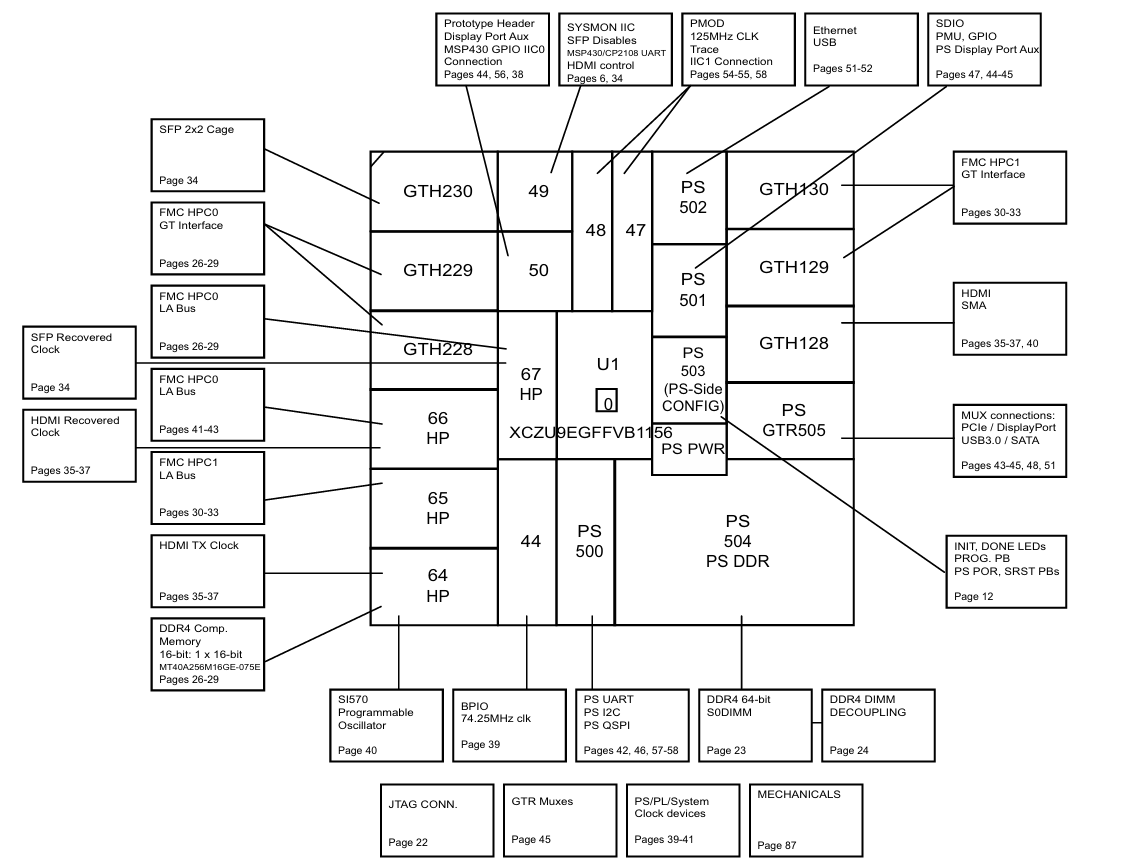 Prototype Header
Display Port Aux
MSP430 GPIO IIC0
Connection
Pages 44, 56, 38
SYSMON IIC
SFP Disables
MSP430/CP2108 UART
HDMI control
Pages 6, 34
PMOD
125MHz CLK
Trace
IIC1 Connection
Pages 54-55, 58
Ethernet
USB
Pages 51-52
SDIO
PMU, GPIO
PS Display Port Aux
Pages 47, 44-45
SFP 2x2 Cage
Page 34
FMC HPC0
GT Interface
Pages 26-29
FMC HPC0
LA Bus
Pages 26-29
SFP Recovered
Clock
Page 34
FMC HPC0
LA Bus
Pages 41-43
HDMI Recovered
Clock
Pages 35-37
FMC HPC1
LA Bus
Pages 30-33
HDMI TX Clock
Pages 35-37
DDR4 Comp.
Memory
16-bit: 1 x 16-bit
MT40A256M16GE-075E
Pages 26-29
GTH230
GTH229
GTH228
66
HP
65
HP
64
HP
49
50
48
47
67
HP
44
U1
0
XCZU9EGFFVB1156
PS
500
PS
502
PS
501
PS
503
(PS-Side
CONFIG)
PS PWR
GTH130
GTH129
GTH128
PS
GTR505
PS
504
PS DDR
FMC HPC1
GT Interface
Pages 30-33
HDMI
SMA
Pages 35-37, 40
MUX connections:
PCIe / DisplayPort
USB3.0 / SATA
Pages 43-45, 48, 51
INIT, DONE LEDs
PROG. PB
PS POR, SRST PBs
Page 12
SI570
Programmable
Oscillator
Page 40
BPIO
74.25MHz clk
Page 39
PS UART
PS I2C
PS QSPI
Pages 42, 46, 57-58
DDR4 64-bit
S0DIMM
Page 23
DDR4 DIMM
DECOUPLING
Page 24
JTAG CONN.
Page 22
GTR Muxes
Page 45
PS/PL/System
Clock devices
Pages 39-41
MECHANICALS
Page 87